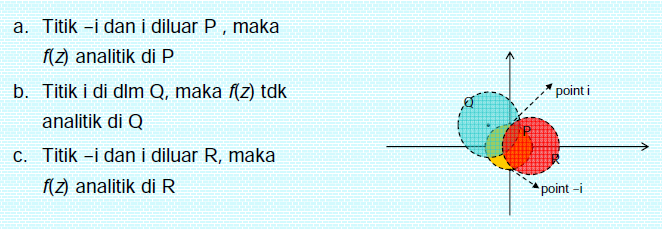 a. Titik –i dan i diluar P , maka
f(z) analitik di P
b. Titik i di dlm Q, maka f(z) tdk
analitik di Q
c. Titik –i dan i diluar R, maka
f(z) analitik di R
Q
point i
P
R
point –i